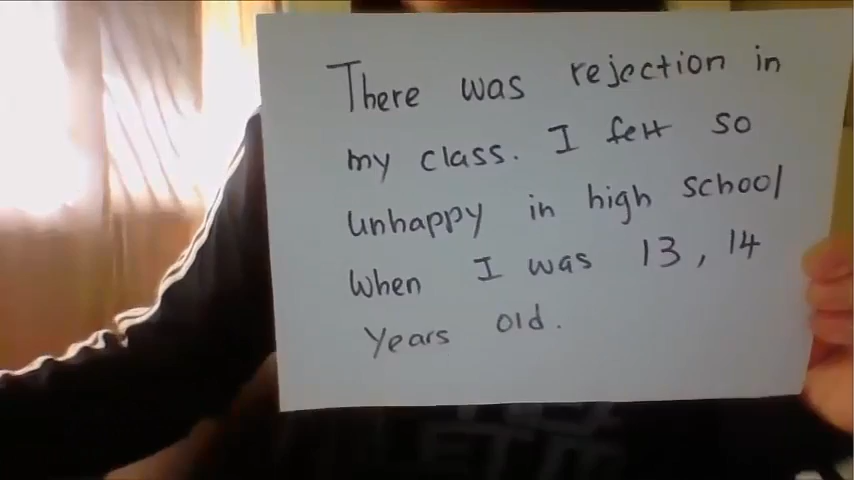 There was rejection in
my class. I felt so
unhappy in high school
when I was 13, 14
years old.